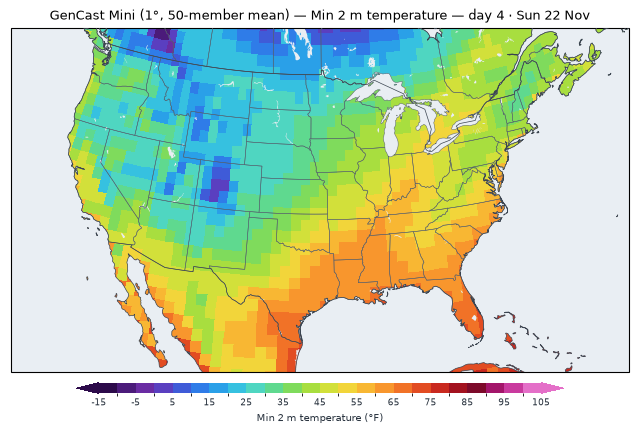 GenCast Mini (1°, 50-member mean) — Min 2 m temperature — day 4 · Sun 22 Nov
-15 -5 5 15 25 35 45 55 65 75 85 95 105
Min 2 m temperature (°F)